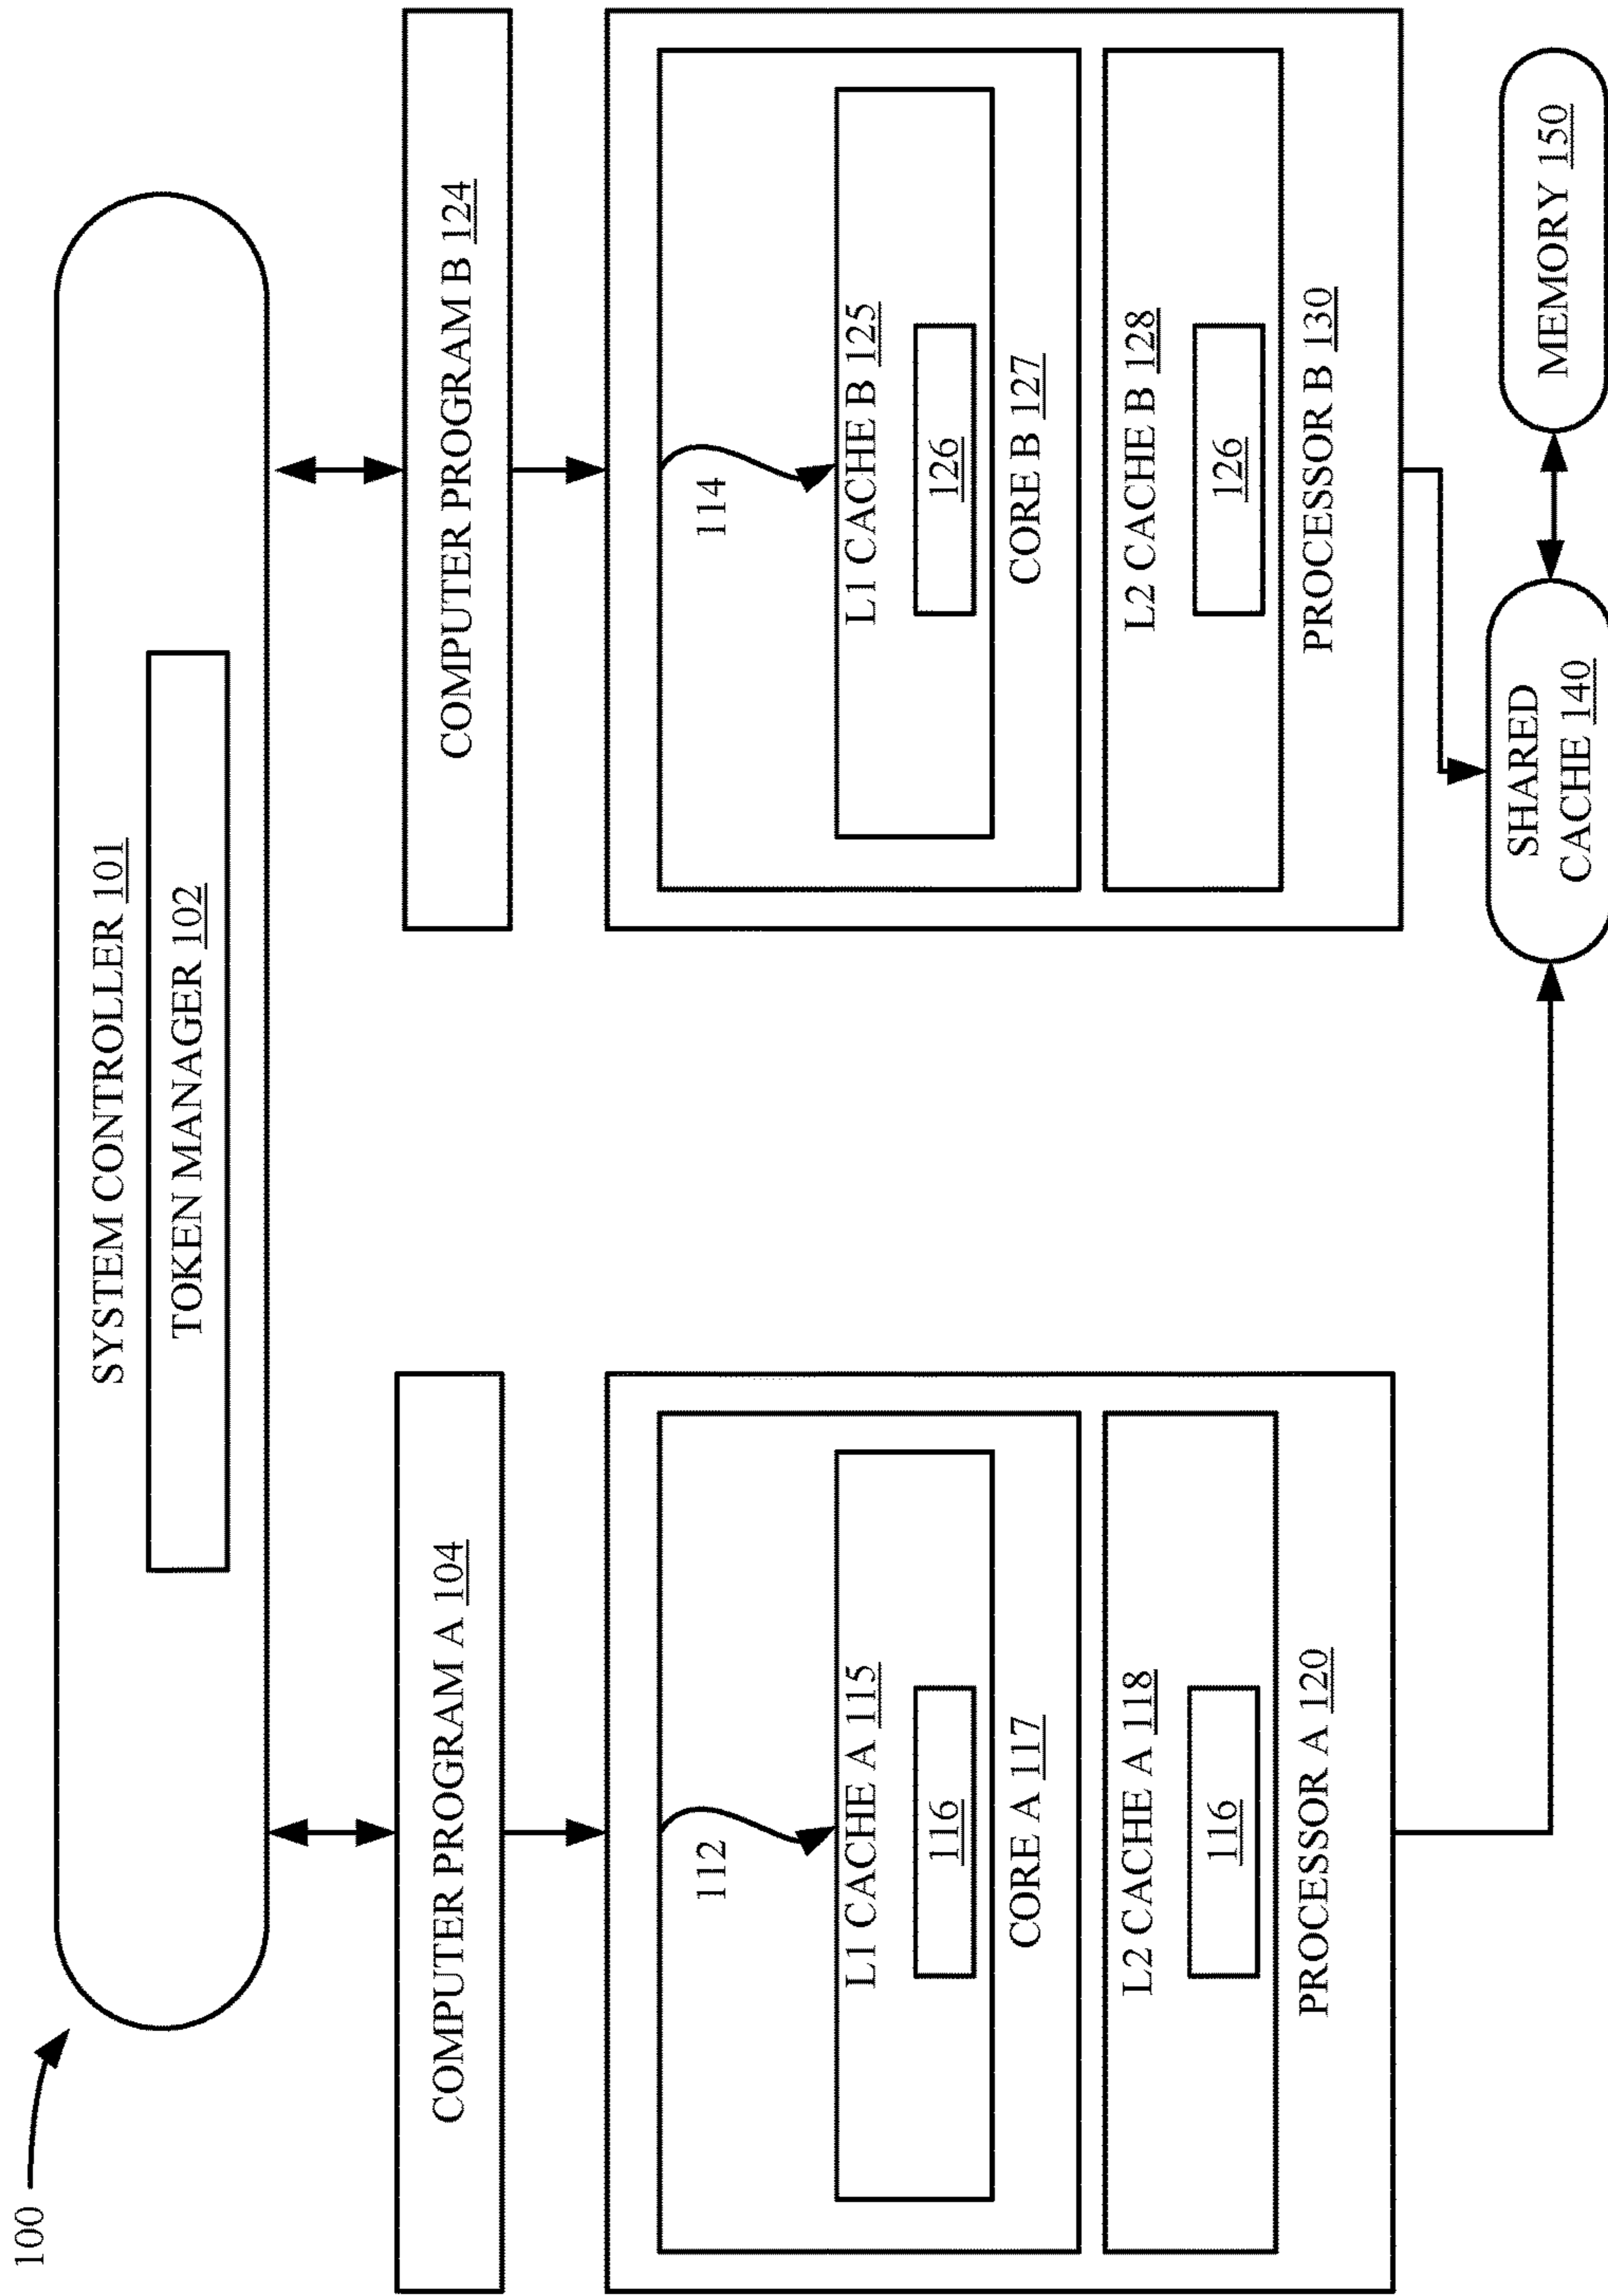 100
SYSTEM CONTROLLER 101
TOKEN MANAGER 102
COMPUTER PROGRAM A 104
112
L1 CACHE A 115
116
CORE A 117
L2 CACHE A 118
116
PROCESSOR A 120
COMPUTER PROGRAM B 124
114
L1 CACHE B 125
126
CORE B 127
L2 CACHE B 128
126
PROCESSOR B 130
SHARED
CACHE 140
MEMORY 150